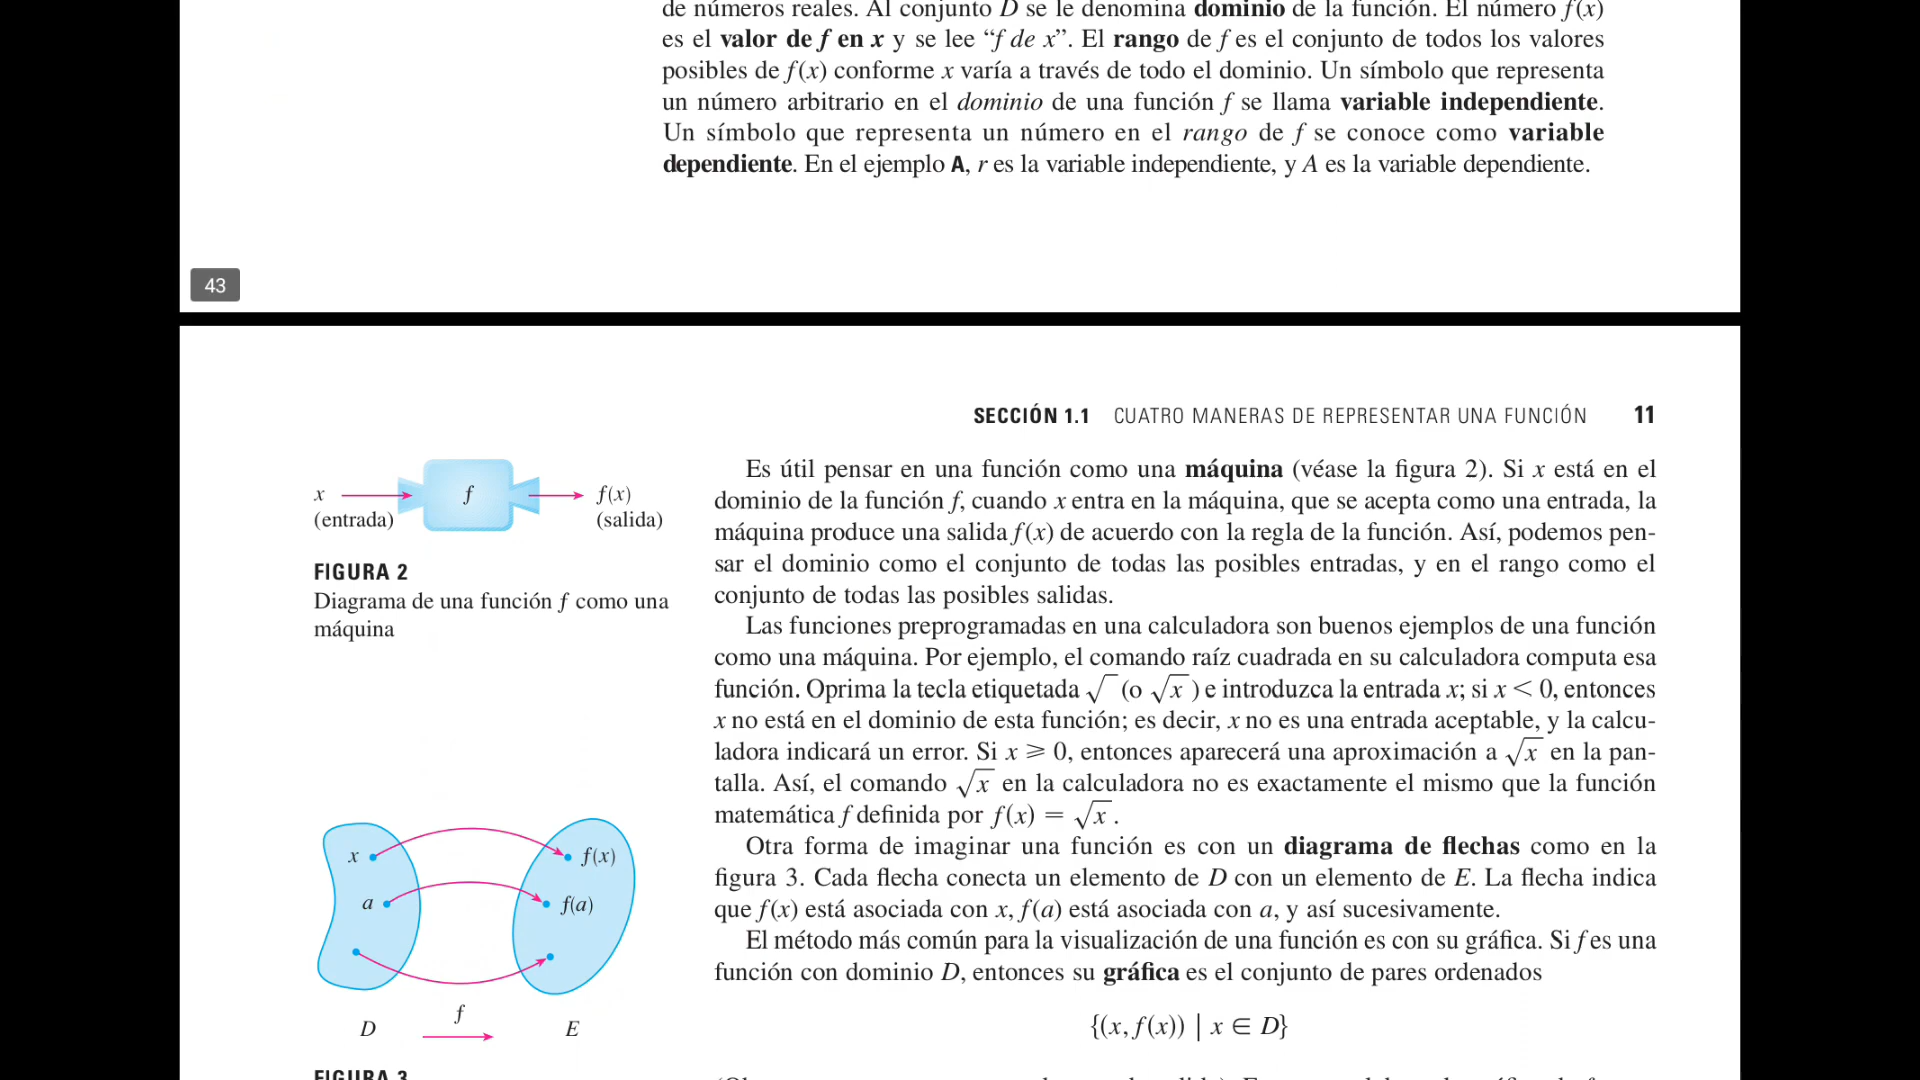 de números reales. Al conjunto D se le denomina dominio de la función. El número f(x)
es el valor de f en x y se lee “f de x”. El rango de f es el conjunto de todos los valores
posibles de f(x) conforme x varía a través de todo el dominio. Un símbolo que representa
un número arbitrario en el dominio de una función f se llama variable independiente.
Un símbolo que representa un número en el rango de f se conoce como variable
dependiente. En el ejemplo A, r es la variable independiente, y A es la variable dependiente.
43
SECCIÓN 1.1 CUATRO MANERAS DE REPRESENTAR UNA FUNCIÓN 11
x
(entrada)
f
f(x)
(salida)
FIGURA 2
Diagrama de una función f como una
máquina
Es útil pensar en una función como una máquina (véase la figura 2). Si x está en el
dominio de la función f, cuando x entra en la máquina, que se acepta como una entrada, la
máquina produce una salida f(x) de acuerdo con la regla de la función. Así, podemos pen-
sar el dominio como el conjunto de todas las posibles entradas, y en el rango como el
conjunto de todas las posibles salidas.
Las funciones preprogramadas en una calculadora son buenos ejemplos de una función
como una máquina. Por ejemplo, el comando raíz cuadrada en su calculadora computa esa
función. Oprima la tecla etiquetada √ (o √x) e introduzca la entrada x; si x < 0, entonces
x no está en el dominio de esta función; es decir, x no es una entrada aceptable, y la calcu-
ladora indicará un error. Si x ⩾ 0, entonces aparecerá una aproximación a √x en la pan-
talla. Así, el comando √x en la calculadora no es exactamente el mismo que la función
matemática f definida por f(x) = √x.
Otra forma de imaginar una función es con un diagrama de flechas como en la
figura 3. Cada flecha conecta un elemento de D con un elemento de E. La flecha indica
que f(x) está asociada con x, f(a) está asociada con a, y así sucesivamente.
El método más común para la visualización de una función es con su gráfica. Si f es una
función con dominio D, entonces su gráfica es el conjunto de pares ordenados
{(x, f(x)) | x ∈ D}
x
f(x)
a
f(a)
f
D
E
FIGURA 3